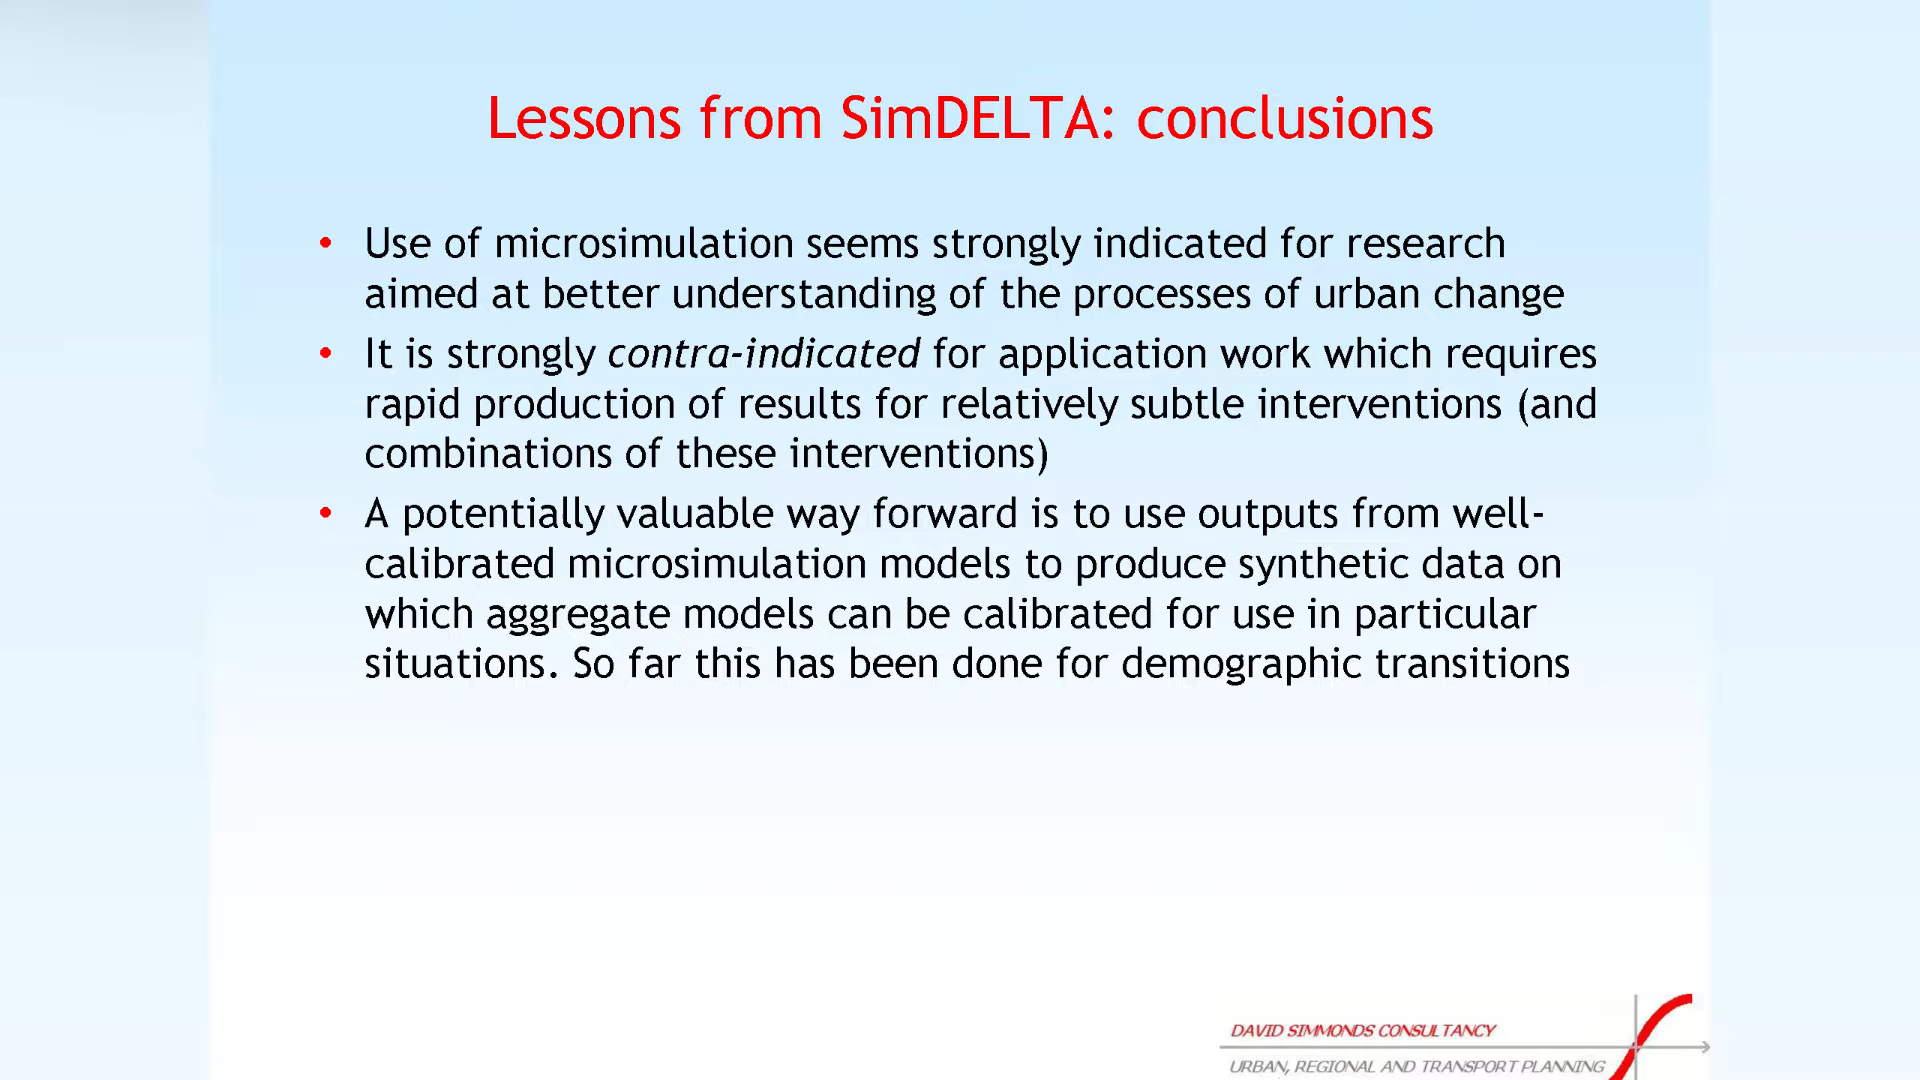 Lessons from SimDELTA: conclusions
• Use of microsimulation seems strongly indicated for research
aimed at better understanding of the processes of urban change
• It is strongly contra-indicated for application work which requires
rapid production of results for relatively subtle interventions (and
combinations of these interventions)
• A potentially valuable way forward is to use outputs from well-
calibrated microsimulation models to produce synthetic data on
which aggregate models can be calibrated for use in particular
situations. So far this has been done for demographic transitions
DAVID SIMMONDS CONSULTANCY
URBAN, REGIONAL AND TRANSPORT PLANNING